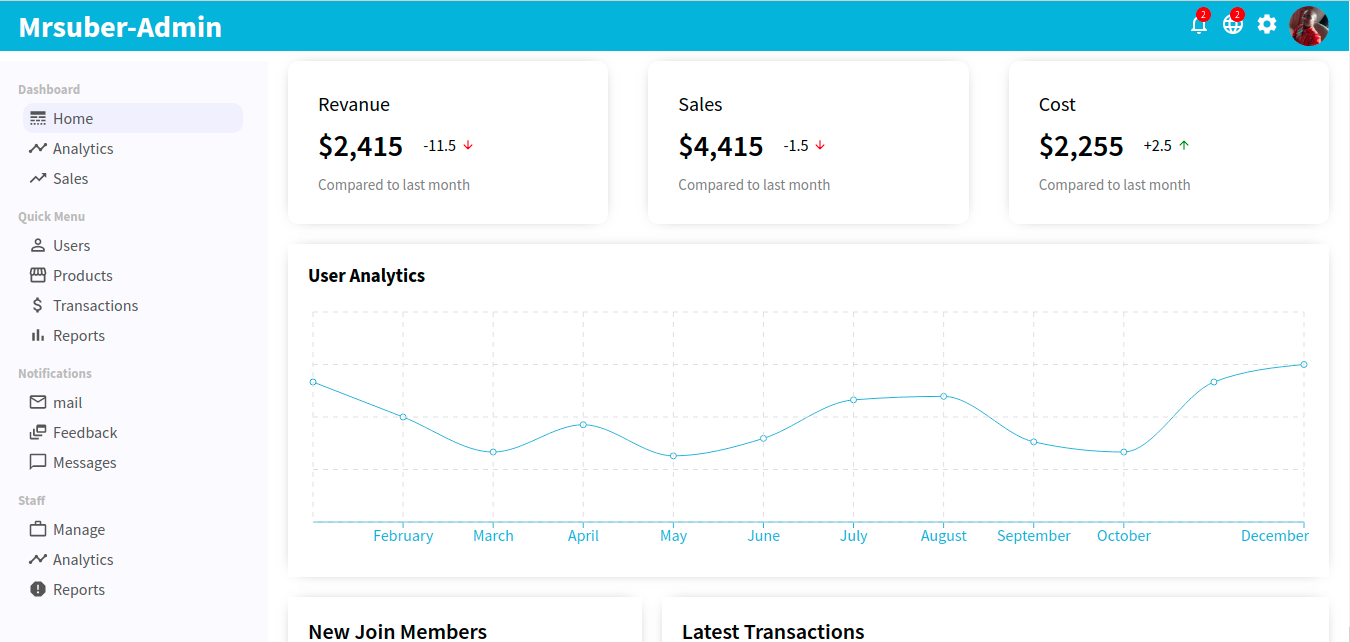 Mrsuber-Admin
2
2
Dashboard
Home
Analytics
Sales
Quick Menu
Users
Products
Transactions
Reports
Notifications
mail
Feedback
Messages
Staff
Manage
Analytics
Reports
Revanue
$2,415 -11.5
Compared to last month
Sales
$4,415 -1.5
Compared to last month
Cost
$2,255 +2.5
Compared to last month
User Analytics
February March April May June July August September October December
New Join Members
Latest Transactions